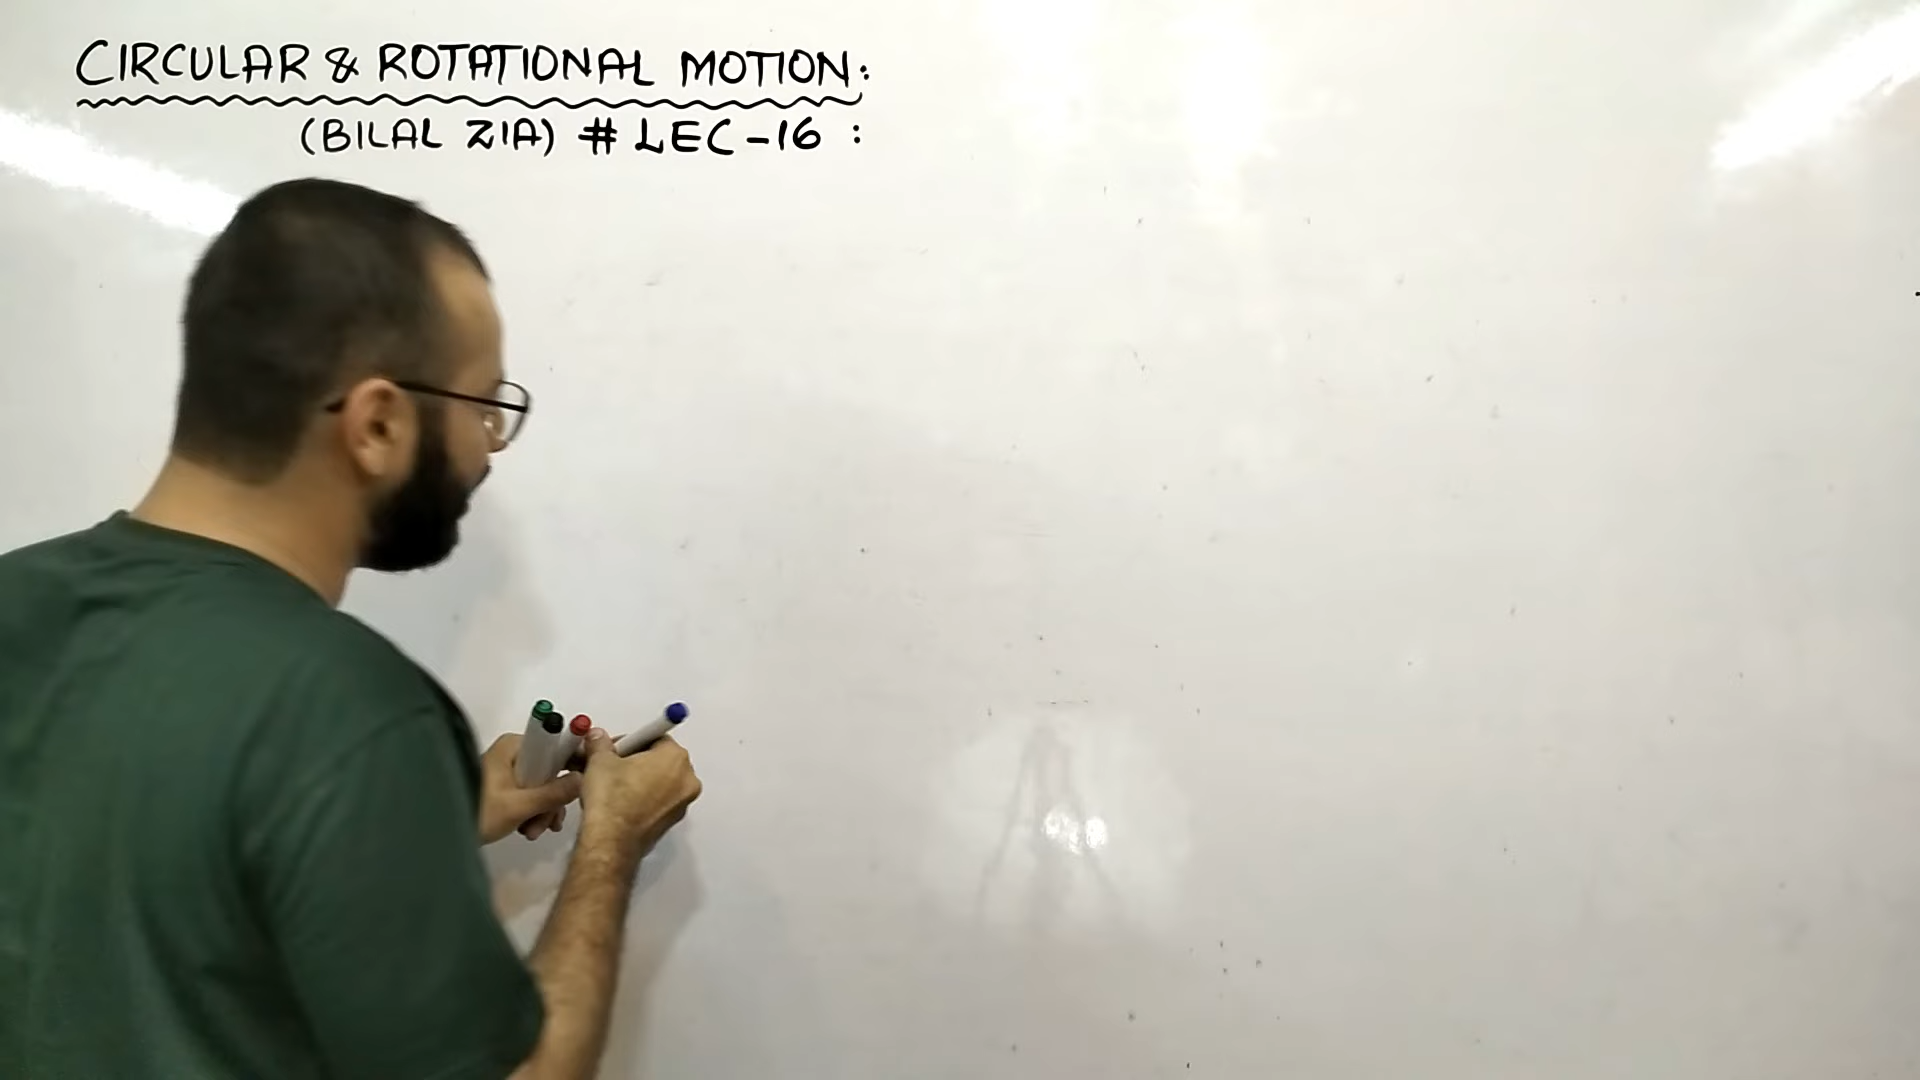 CIRCULAR & ROTATIONAL MOTION:
(BILAL ZIA) # LEC-16 :